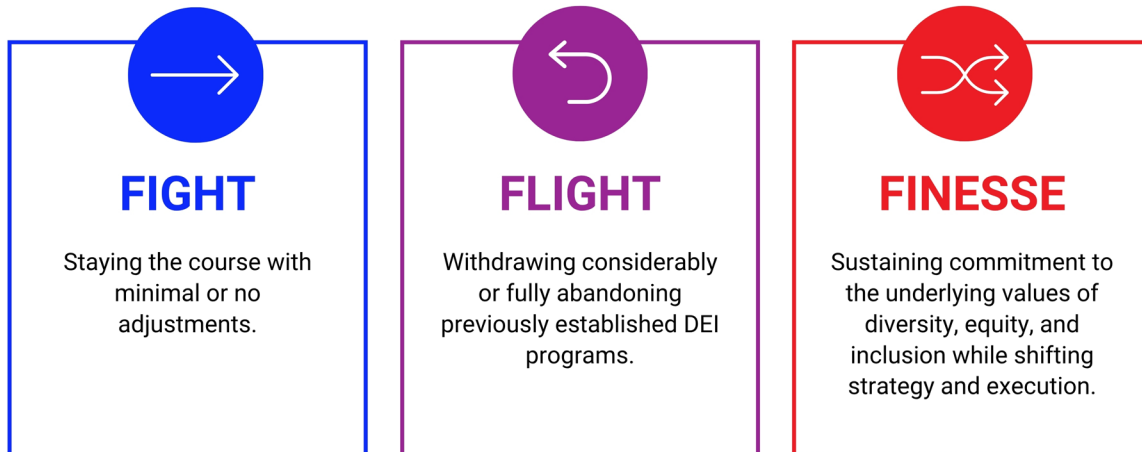 FIGHT
Staying the course with
minimal or no
adjustments.
FLIGHT
Withdrawing considerably
or fully abandoning
previously established DEI
programs.
FINESSE
Sustaining commitment to
the underlying values of
diversity, equity, and
inclusion while shifting
strategy and execution.